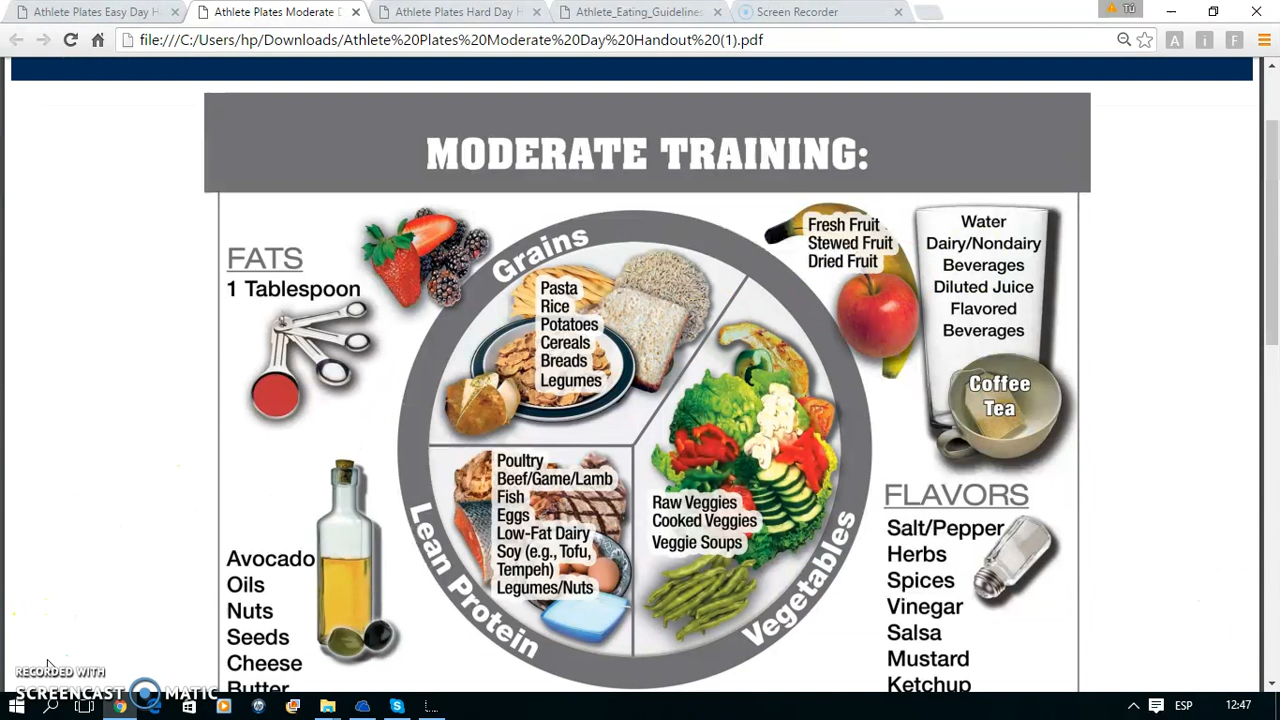 Athlete Plates Easy Day H
Athlete Plates Moderate D
Athlete Plates Hard Day H
Athlete_Eating_Guidelines
Screen Recorder
Tú
file:///C:/Users/hp/Downloads/Athlete%20Plates%20Moderate%20Day%20Handout%20(1).pdf
MODERATE TRAINING:
FATS
1 Tablespoon
Avocado
Oils
Nuts
Seeds
Cheese
Butter
Grains
Pasta
Rice
Potatoes
Cereals
Breads
Legumes
Lean Protein
Poultry
Beef/Game/Lamb
Fish
Eggs
Low-Fat Dairy
Soy (e.g., Tofu,
Tempeh)
Legumes/Nuts
Vegetables
Raw Veggies
Cooked Veggies
Veggie Soups
Fresh Fruit
Stewed Fruit
Dried Fruit
Water
Dairy/Nondairy
Beverages
Diluted Juice
Flavored
Beverages
Coffee
Tea
FLAVORS
Salt/Pepper
Herbs
Spices
Vinegar
Salsa
Mustard
Ketchup
RECORDED WITH
SCREENCAST MATIC
ESP
12:47